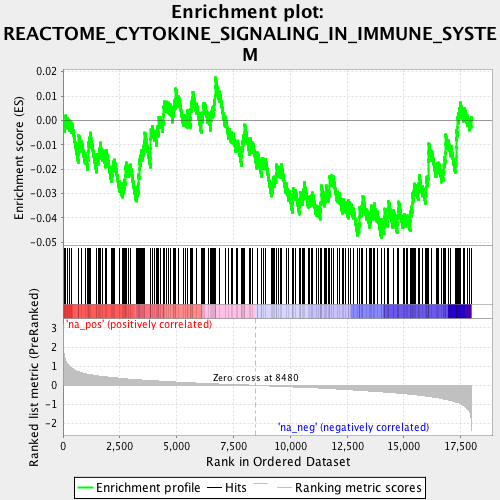 Enrichment plot:
REACTOME_CYTOKINE_SIGNALING_IN_IMMUNE_SYSTE
M
Enrichment score (ES)
0.02
0.01
0.00
-0.01
-0.02
-0.03
-0.04
-0.05
Ranked list metric (PreRanked)
3
2
1
0
-1
-2
'na_pos' (positively correlated)
Zero cross at 8480
'na_neg' (negatively correlated)
0
2,500
5,000
7,500
10,000
12,500
15,000
17,500
Rank in Ordered Dataset
Enrichment profile
Hits
Ranking metric scores